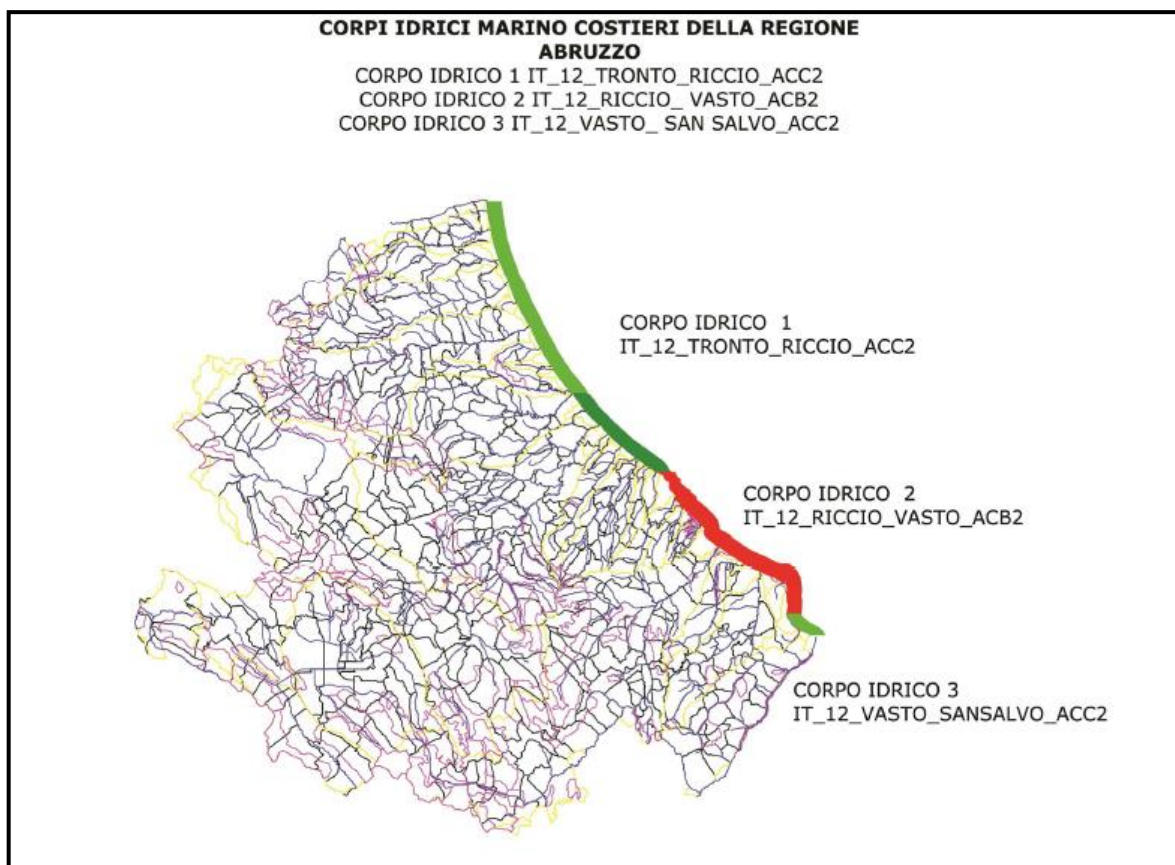 CORPI IDRICI MARINO COSTIERI DELLA REGIONE
ABRUZZO
CORPO IDRICO 1 IT_12_TRONTO_RICCIO_ACC2
CORPO IDRICO 2 IT_12_RICCIO_ VASTO_ACB2
CORPO IDRICO 3 IT_12_VASTO_ SAN SALVO_ACC2
CORPO IDRICO 1
IT_12_TRONTO_RICCIO_ACC2
CORPO IDRICO 2
IT_12_RICCIO_VASTO_ACB2
CORPO IDRICO 3
IT_12_VASTO_SANSALVO_ACC2